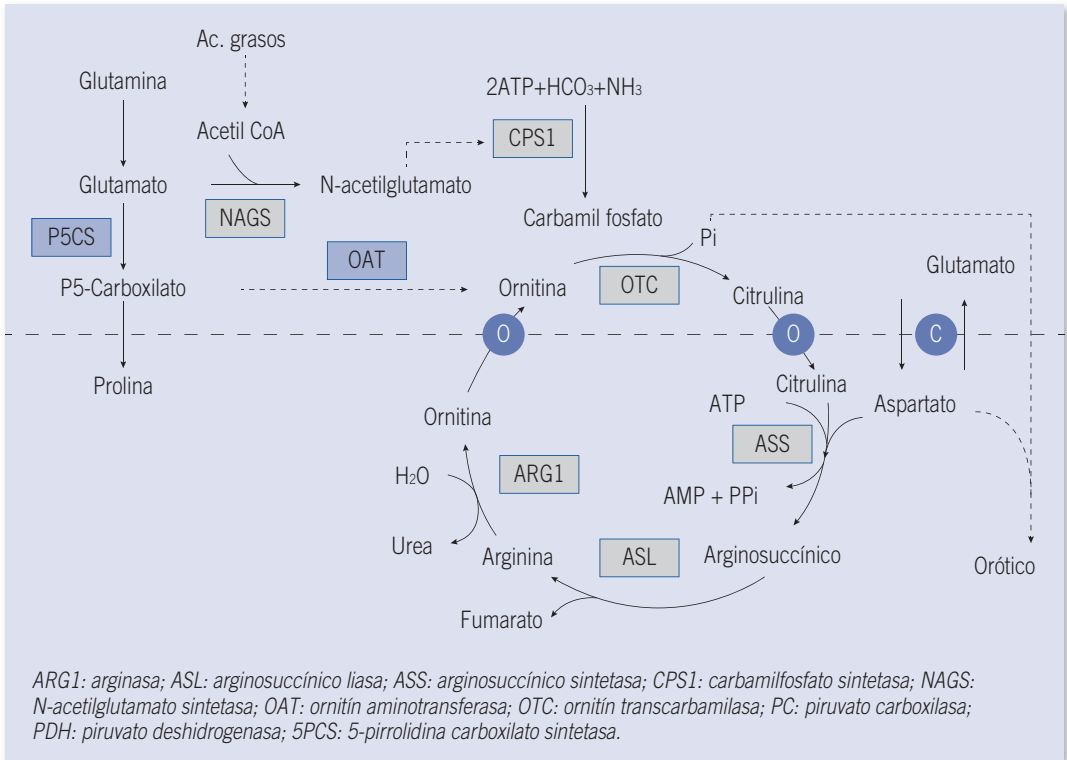 Ac. grasos
Glutamina
2ATP+HCO3+NH3
Acetil CoA
CPS1
Glutamato
N-acetilglutamato
NAGS
Carbamil fosfato
P5CS
OAT
Pi
Glutamato
P5-Carboxilato
Ornitina
OTC
Citrulina
O
O
C
Prolina
Citrulina
Ornitina
ATP
Aspartato
ASS
H2O
ARG1
AMP + PPi
Urea
Arginina
ASL
Arginosuccínico
Orótico
Fumarato
ARG1: arginasa; ASL: arginosuccínico liasa; ASS: arginosuccínico sintetasa; CPS1: carbamilfosfato sintetasa; NAGS:
N-acetilglutamato sintetasa; OAT: ornitín aminotransferasa; OTC: ornitín transcarbamilasa; PC: piruvato carboxilasa;
PDH: piruvato deshidrogenasa; 5PCS: 5-pirrolidina carboxilato sintetasa.